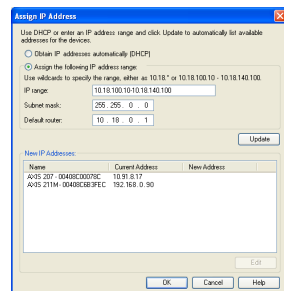 Assign IP Address
Use DHCP or enter an IP address range and click Update to automatically list available
addresses for the devices.
Obtain IP addresses automatically (DHCP)
Assign the following IP address range:
Use wildcards to specify the range, either as 10.18.* or 10.18.100.10 - 10.18.140.100.
IP range: 10.18.100.10-10.18.140.100
Subnet mask: 255 . 255 . 0 . 0
Default router: 10 . 18 . 0 . 1
Update
New IP Addresses:
Name Current Address New Address
AXIS 207 - 00408C00078C 10.91.8.17
AXIS 211M - 00408C6B3FEC 192.168.0.90
Edit
OK Cancel Help